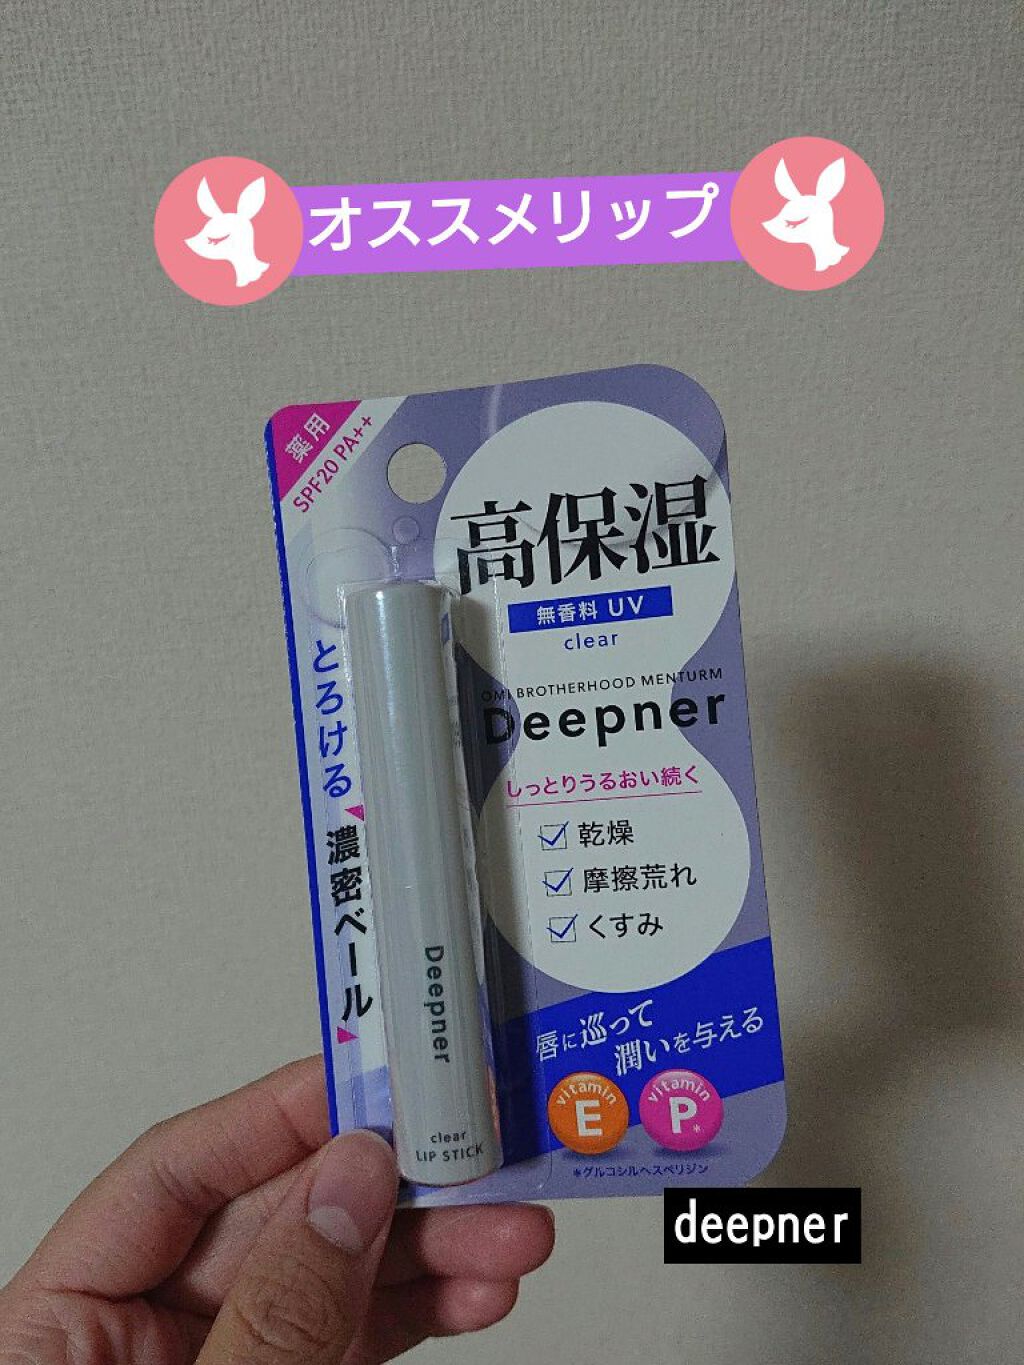 オススメリップ
薬用
SPF20 PA++
高保湿
無香料 UV
clear
OMI BROTHERHOOD MENTURM
Deepner
しっとりうるおい続く
乾燥
摩擦荒れ
くすみ
とろける
濃密ベール
Deepner
clear
LIP STICK
唇に巡って
潤いを与える
vitamin
E
vitamin
P*
*グルコシルヘスペリジン
deepner